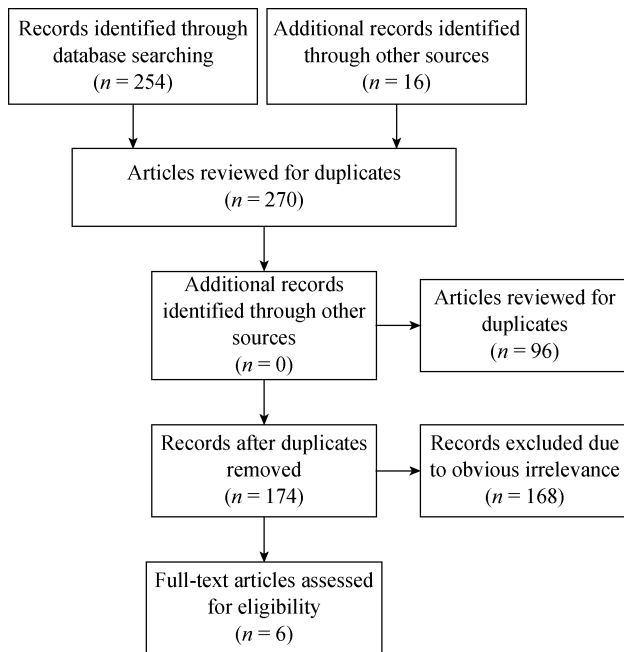 Records identified through
database searching
(n = 254)
Additional records identified
through other sources
(n = 16)
Articles reviewed for duplicates
(n = 270)
Additional records
identified through other
sources
(n = 0)
Articles reviewed for
duplicates
(n = 96)
Records after duplicates
removed
(n = 174)
Records excluded due
to obvious irrelevance
(n = 168)
Full-text articles assessed
for eligibility
(n = 6)